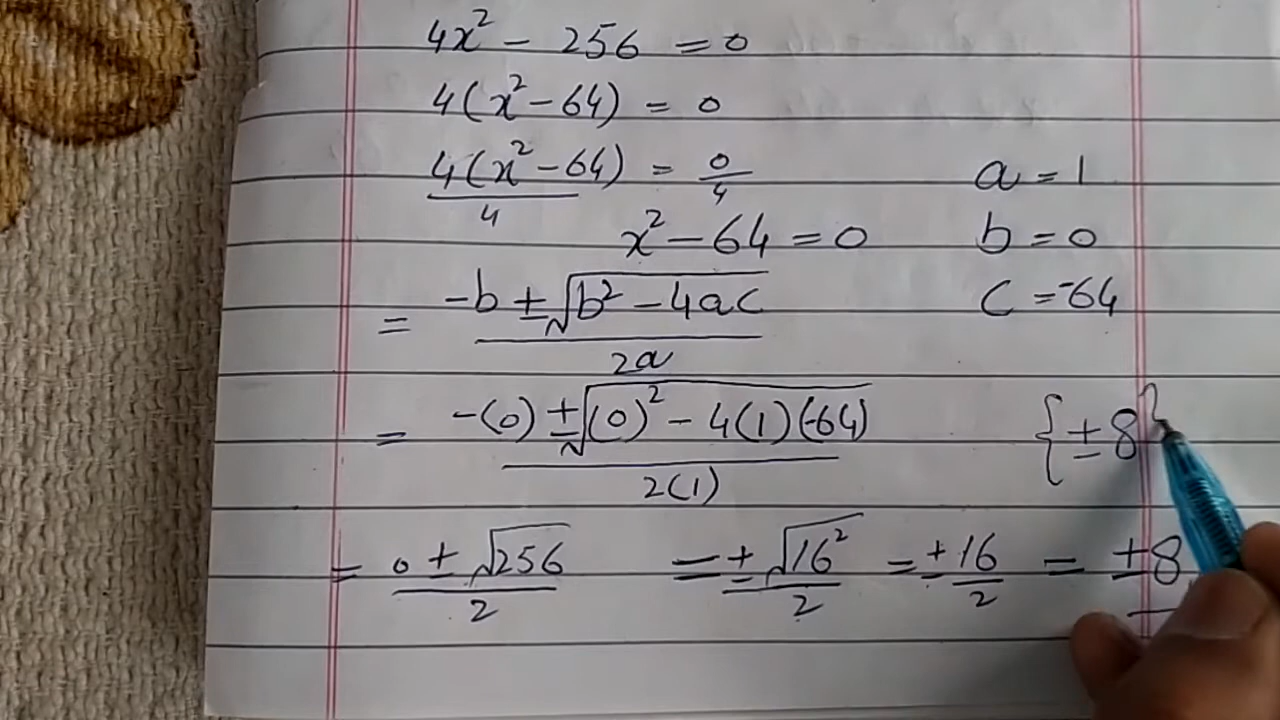 4x² - 256 = 0
4(x² - 64) = 0
4(x² - 64)/4 = 0/4
a = 1
x² - 64 = 0
b = 0
= (-b ± √(b² - 4ac))/2a
c = -64
= (-(0) ± √((0)² - 4(1)(-64)))/2(1)
{±8}
= (0 ± √256)/2 = ± √16²/2 = ± 16/2 = ±8